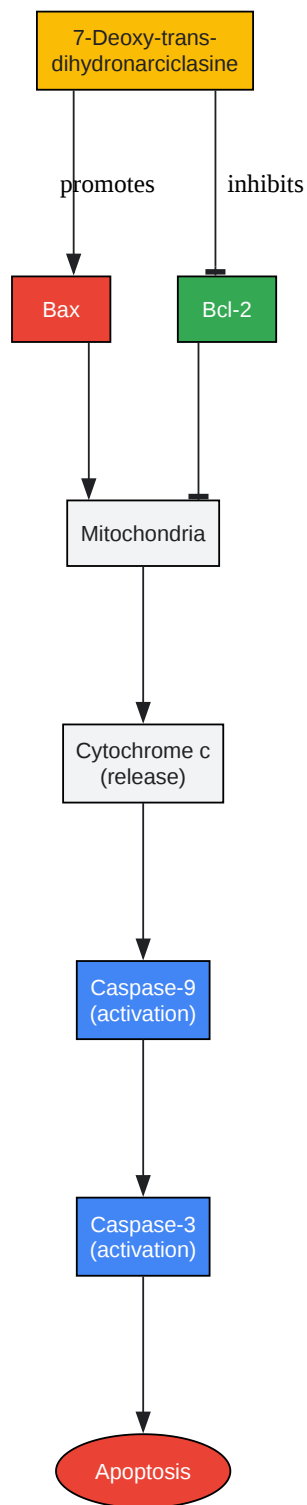 7-Deoxy-trans-
dihydronarciclasine
promotes
inhibits
Bax
Bcl-2
Mitochondria
Cytochrome c
(release)
Caspase-9
(activation)
Caspase-3
(activation)
Apoptosis